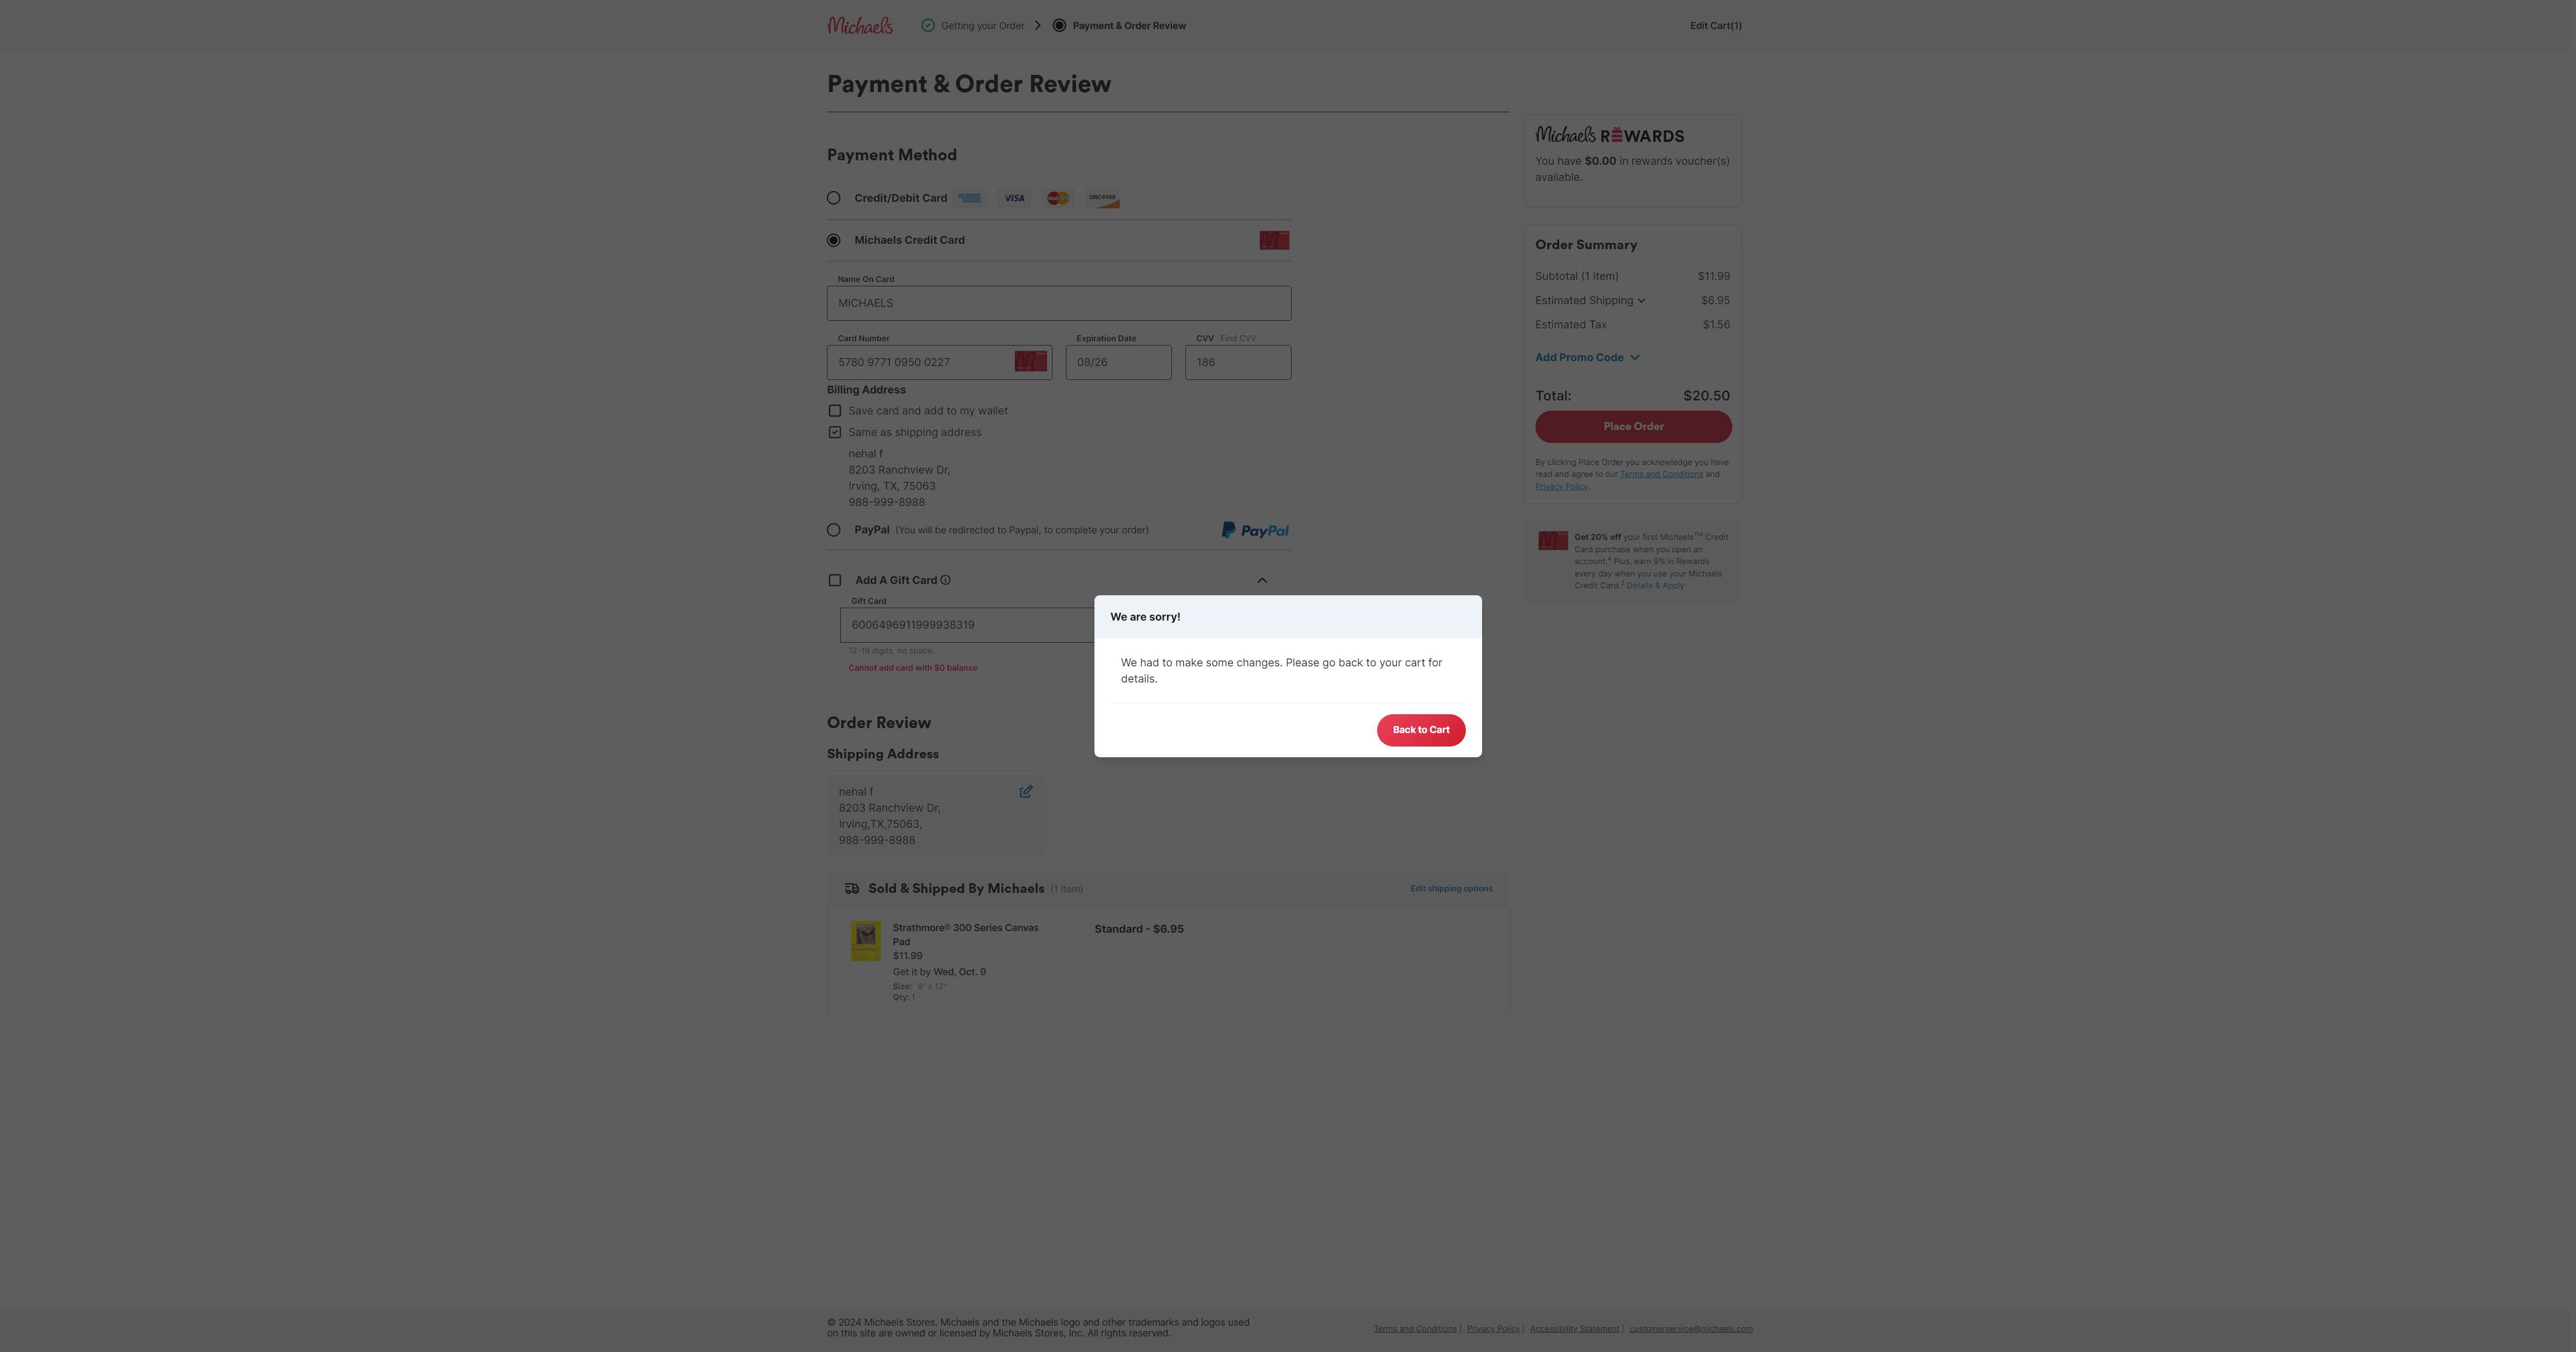 Michaels
Getting your Order
Payment & Order Review
Edit Cart(1)
Payment & Order Review
Payment Method
Credit/Debit Card
VISA
DISCOVER
Michaels Credit Card
Name On Card
MICHAELS
Card Number
Expiration Date
CVV Find CVV
5780 9771 0950 0227
08/26
186
Billing Address
Save card and add to my wallet
Same as shipping address
nehal f
8203 Ranchview Dr,
Irving, TX, 75063
988-999-8988
PayPal (You will be redirected to Paypal, to complete your order)
PayPal
Add A Gift Card
Gift Card
6006496911999938319
12-19 digits, no space.
Cannot add card with $0 balance
Order Review
Shipping Address
nehal f
8203 Ranchview Dr,
Irving,TX,75063,
988-999-8988
Sold & Shipped By Michaels (1 item)
Edit shipping options
Strathmore® 300 Series Canvas
Pad
$11.99
Get it by Wed, Oct. 9
Size: 9" x 12"
Qty: 1
Standard - $6.95
Michaels REWARDS
You have $0.00 in rewards voucher(s)
available.
Order Summary
Subtotal (1 item) $11.99
Estimated Shipping $6.95
Estimated Tax $1.56
Add Promo Code
Total: $20.50
Place Order
By clicking Place Order you acknowledge you have
read and agree to our Terms and Conditions and
Privacy Policy.
Get 20% off your first Michaels™ Credit
Card purchase when you open an
account.⁴ Plus, earn 9% in Rewards
every day when you use your Michaels
Credit Card.³ Details & Apply
We are sorry!
We had to make some changes. Please go back to your cart for
details.
Back to Cart
© 2024 Michaels Stores. Michaels and the Michaels logo and other trademarks and logos used
on this site are owned or licensed by Michaels Stores, Inc. All rights reserved.
Terms and Conditions | Privacy Policy | Accessibility Statement | customerservice@michaels.com